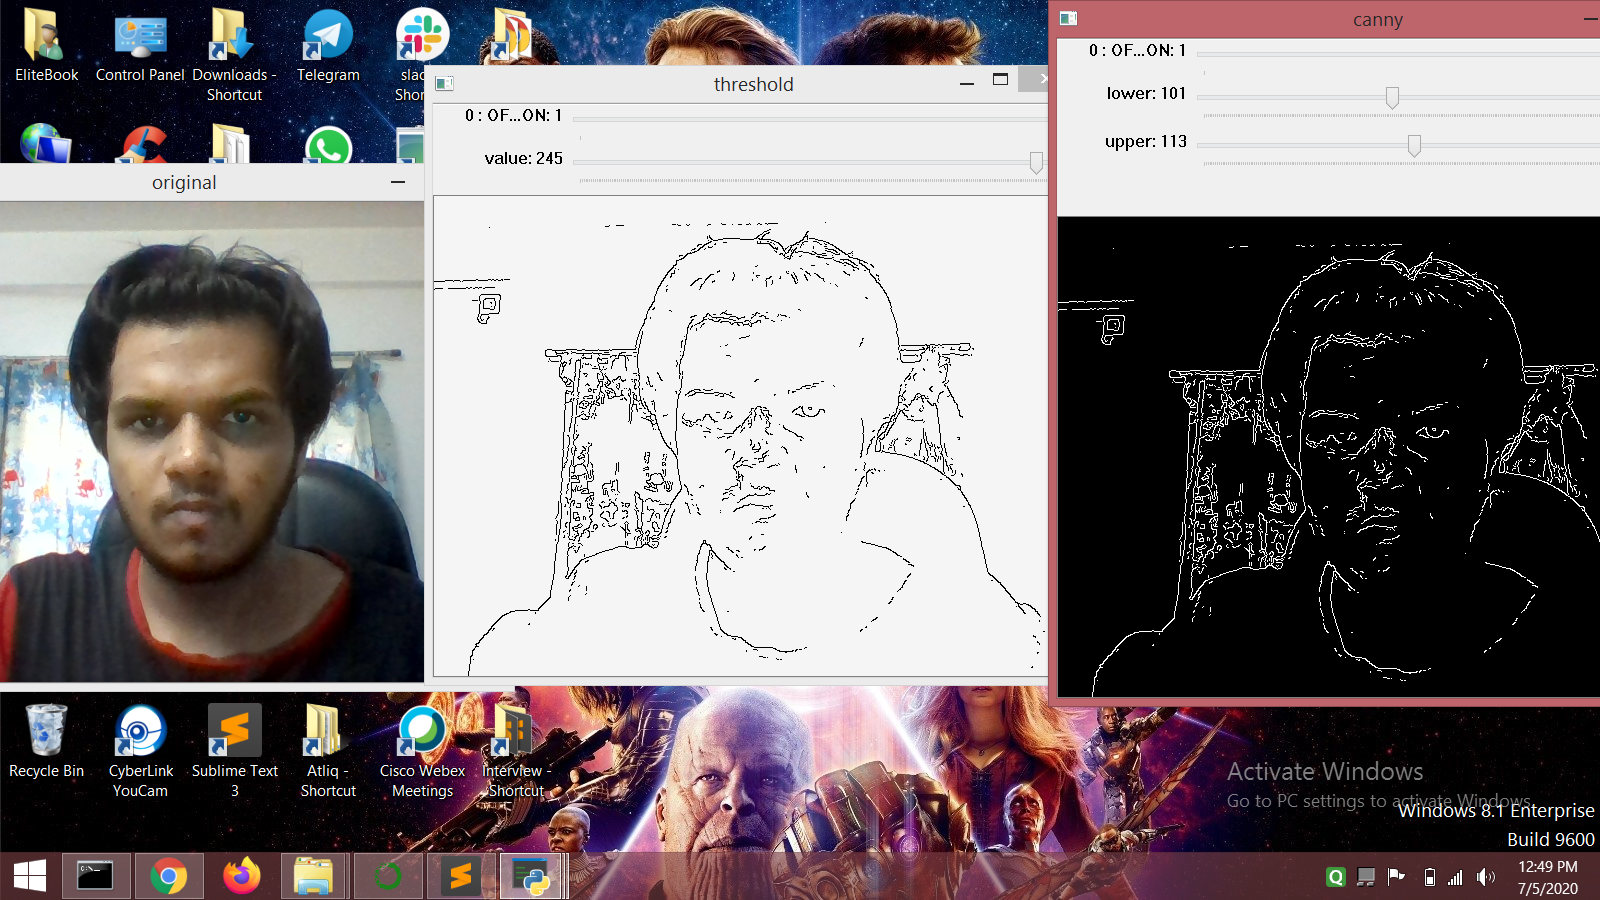 EliteBook
Control Panel
Downloads -
Shortcut
Telegram
slac
Shor
threshold
0 : OF...ON: 1
value: 245
canny
0 : OF...ON: 1
lower: 101
upper: 113
original
Recycle Bin
CyberLink
YouCam
Sublime Text
3
Atliq -
Shortcut
Cisco Webex
Meetings
Interview -
Shortcut
Activate Windows
Go to PC settings to activate Windows.
Windows 8.1 Enterprise
Build 9600
C:\>_
Q
12:49 PM
7/5/2020